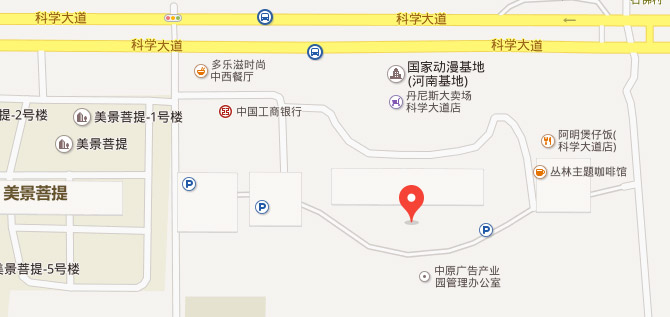 石佛村
科学大道
科学大道
科学大道
科学大道
多乐滋时尚
中西餐厅
国家动漫基地
(河南基地)
丹尼斯大卖场
科学大道店
中国工商银行
提-2号楼
美景菩提-1号楼
美景菩提
阿明煲仔饭(
科学大道店)
丛林主题咖啡馆
美景菩提
P
P
P
美景菩提-5号楼
中原广告产业
园管理办公室